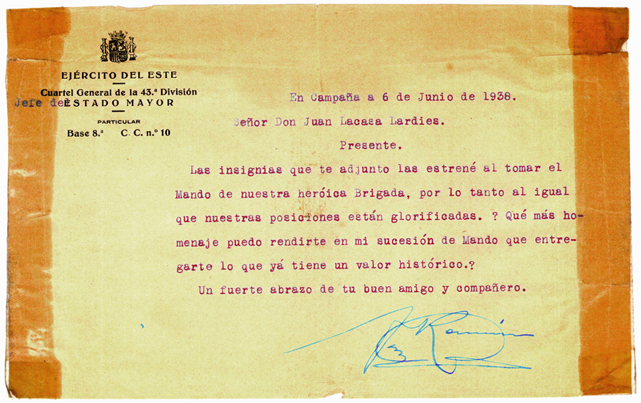 EJÉRCITO DEL ESTE
Cuartel General de la 43.ª División
Jefe de ESTADO MAYOR
PARTICULAR
Base 8.ª C. C. n.º 10
En Campaña a 6 de Junio de 1938.
Señor Don Juan Lacasa Lardies.
Presente.
Las insignias que te adjunto las estrené al tomar el
Mando de nuestra heróica Brigada, por lo tanto al igual
que nuestras posiciones están glorificadas. ? Qué más ho-
menaje puedo rendirte en mi sucesión de Mando que entre-
garte lo que yá tiene un valor histórico.?
Un fuerte abrazo de tu buen amigo y compañero.